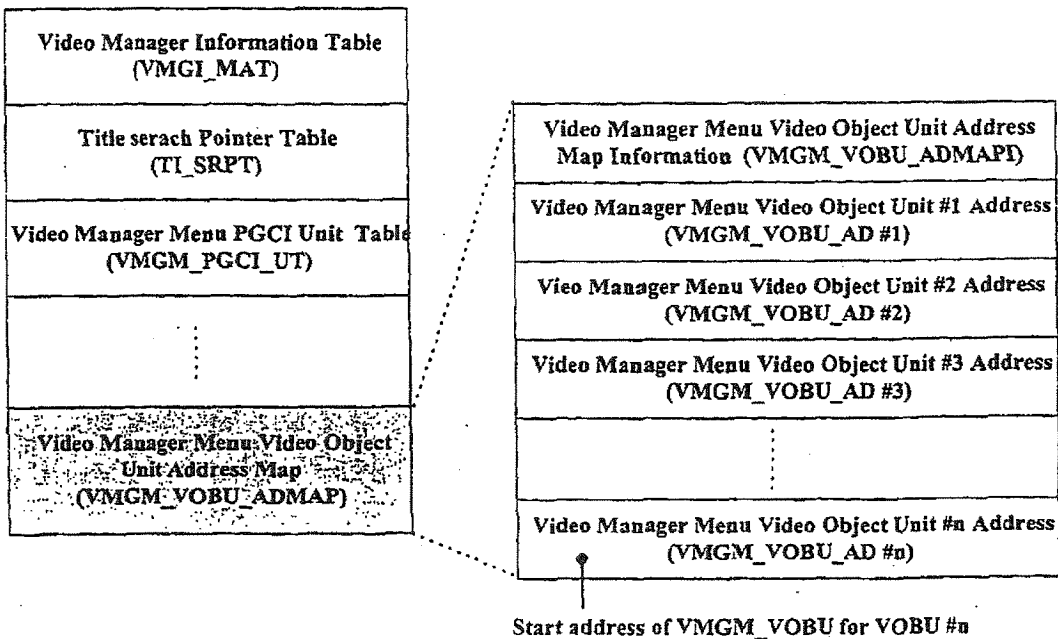 Video Manager Information Table
(VMGI_MAT)
Title serach Pointer Table
(TI_SRPT)
Video Manager Menu PGCI Unit Table
(VMGM_PGCI_UT)
Video Manager Menu Video Object
Unit Address Map
(VMGM_VOBU_ADMAP)
Video Manager Menu Video Object Unit Address
Map Information (VMGM_VOBU_ADMAPI)
Video Manager Menu Video Object Unit #1 Address
(VMGM_VOBU_AD #1)
Vieo Manager Menu Video Object Unit #2 Address
(VMGM_VOBU_AD #2)
Video Manager Menu Video Object Unit #3 Address
(VMGM_VOBU_AD #3)
Video Manager Menu Video Object Unit #n Address
(VMGM_VOBU_AD #n)
Start address of VMGM_VOBU for VOBU #n